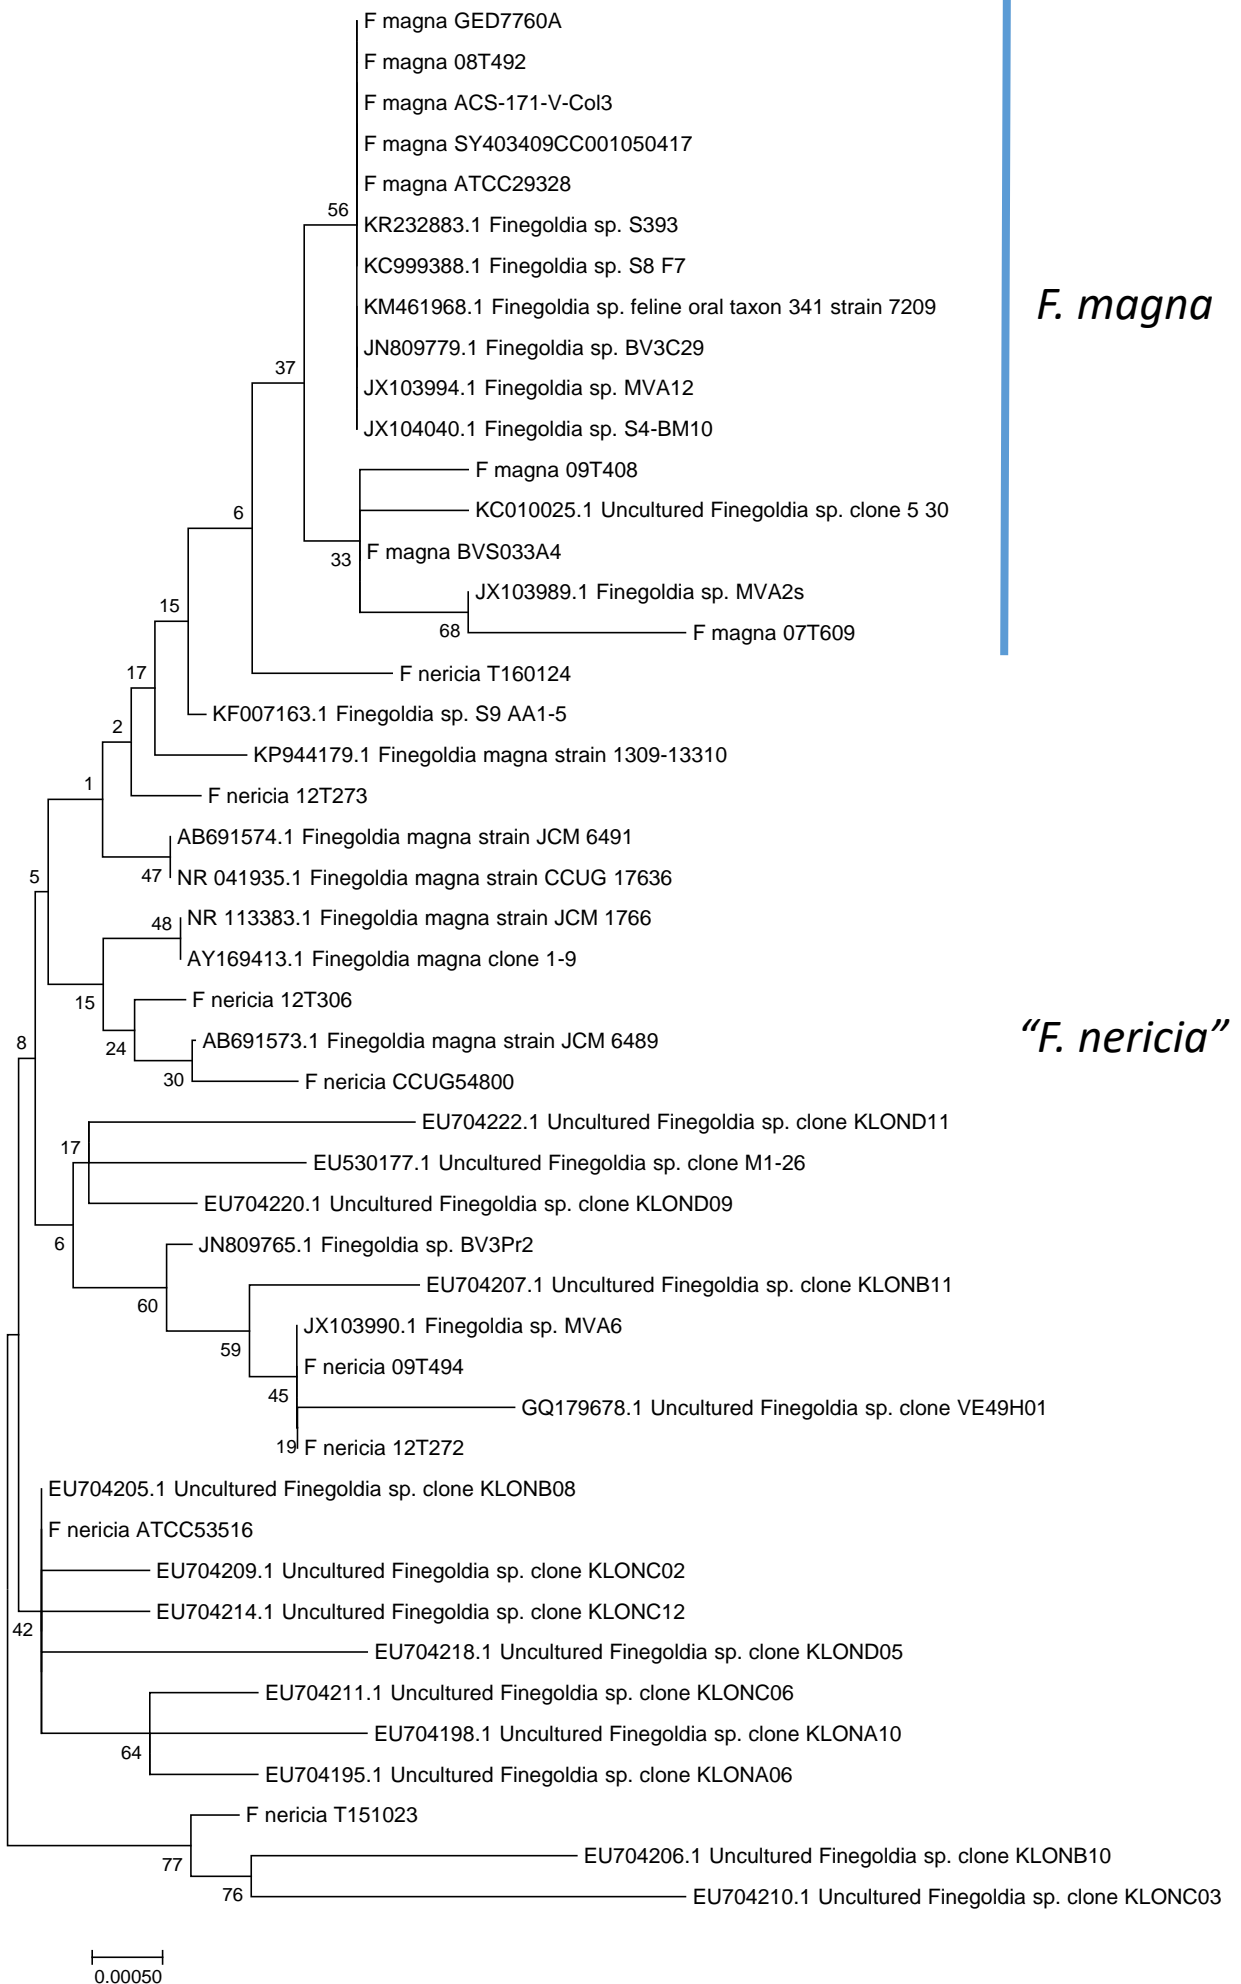 F magna GED7760A
F magna 08T492
F magna ACS-171-V-Col3
F magna SY403409CC001050417
F magna ATCC29328
56
KR232883.1 Finegoldia sp. S393
KC999388.1 Finegoldia sp. S8 F7
KM461968.1 Finegoldia sp. feline oral taxon 341 strain 7209
F. magna
JN809779.1 Finegoldia sp. BV3C29
37
JX103994.1 Finegoldia sp. MVA12
JX104040.1 Finegoldia sp. S4-BM10
F magna 09T408
6
KC010025.1 Uncultured Finegoldia sp. clone 5 30
33
F magna BVS033A4
15
JX103989.1 Finegoldia sp. MVA2s
68
F magna 07T609
17
F nericia T160124
2
KF007163.1 Finegoldia sp. S9 AA1-5
KP944179.1 Finegoldia magna strain 1309-13310
1
F nericia 12T273
AB691574.1 Finegoldia magna strain JCM 6491
5
47
NR 041935.1 Finegoldia magna strain CCUG 17636
48
NR 113383.1 Finegoldia magna strain JCM 1766
AY169413.1 Finegoldia magna clone 1-9
15
F nericia 12T306
8
24
AB691573.1 Finegoldia magna strain JCM 6489
“F. nericia”
30
F nericia CCUG54800
EU704222.1 Uncultured Finegoldia sp. clone KLOND11
17
EU530177.1 Uncultured Finegoldia sp. clone M1-26
EU704220.1 Uncultured Finegoldia sp. clone KLOND09
6
JN809765.1 Finegoldia sp. BV3Pr2
60
EU704207.1 Uncultured Finegoldia sp. clone KLONB11
59
JX103990.1 Finegoldia sp. MVA6
F nericia 09T494
45
GQ179678.1 Uncultured Finegoldia sp. clone VE49H01
19
F nericia 12T272
EU704205.1 Uncultured Finegoldia sp. clone KLONB08
F nericia ATCC53516
EU704209.1 Uncultured Finegoldia sp. clone KLONC02
EU704214.1 Uncultured Finegoldia sp. clone KLONC12
42
EU704218.1 Uncultured Finegoldia sp. clone KLOND05
EU704211.1 Uncultured Finegoldia sp. clone KLONC06
EU704198.1 Uncultured Finegoldia sp. clone KLONA10
64
EU704195.1 Uncultured Finegoldia sp. clone KLONA06
F nericia T151023
77
EU704206.1 Uncultured Finegoldia sp. clone KLONB10
76
EU704210.1 Uncultured Finegoldia sp. clone KLONC03
0.00050